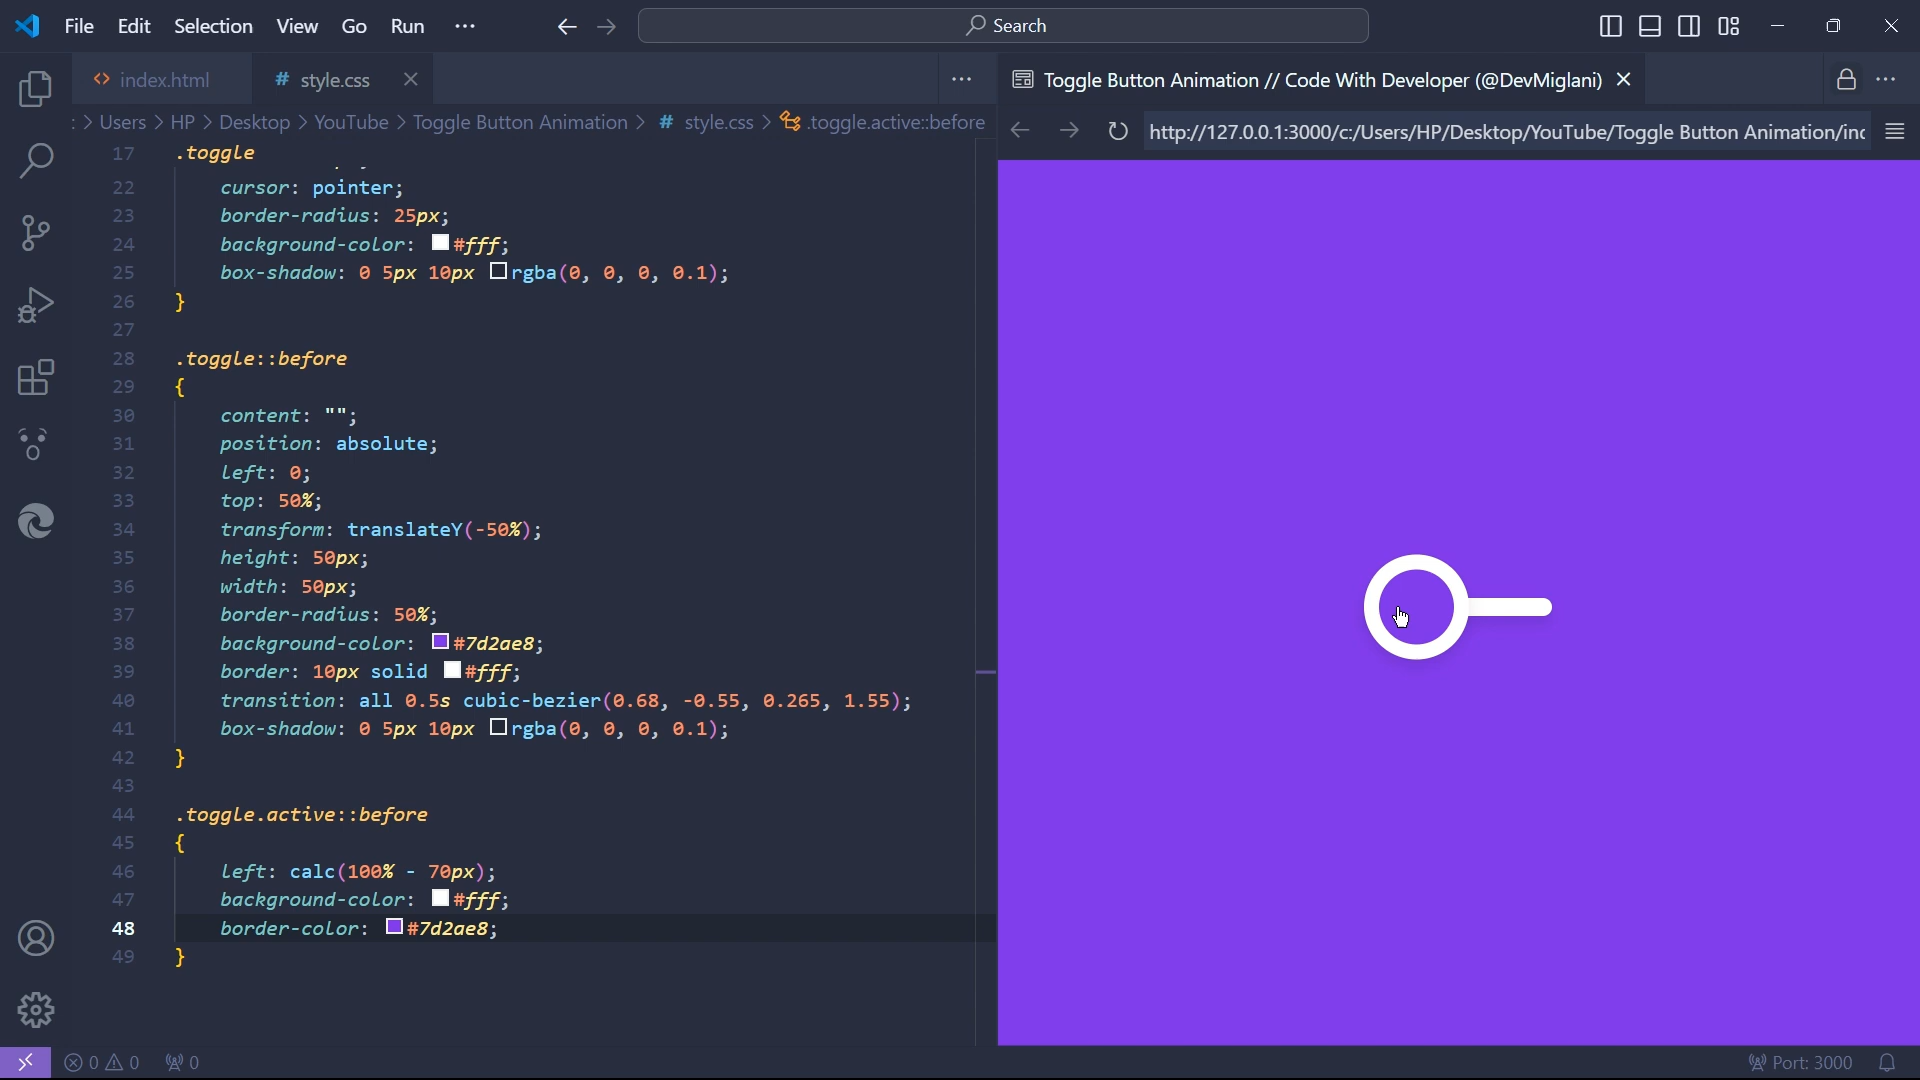 File Edit Selection View Go Run ··· Search
index.html # style.css
Toggle Button Animation // Code With Developer (@DevMiglani)
: > Users > HP > Desktop > YouTube > Toggle Button Animation > # style.css > .toggle.active::before
http://127.0.0.1:3000/c:/Users/HP/Desktop/YouTube/Toggle Button Animation/inc
17 .toggle
22 cursor: pointer;
23 border-radius: 25px;
24 background-color: #fff;
25 box-shadow: 0 5px 10px rgba(0, 0, 0, 0.1);
26 }
27
28 .toggle::before
29 {
30 content: "";
31 position: absolute;
32 left: 0;
33 top: 50%;
34 transform: translateY(-50%);
35 height: 50px;
36 width: 50px;
37 border-radius: 50%;
38 background-color: #7d2ae8;
39 border: 10px solid #fff;
40 transition: all 0.5s cubic-bezier(0.68, -0.55, 0.265, 1.55);
41 box-shadow: 0 5px 10px rgba(0, 0, 0, 0.1);
42 }
43
44 .toggle.active::before
45 {
46 left: calc(100% - 70px);
47 background-color: #fff;
48 border-color: #7d2ae8;
49 }
0 0 0 Port: 3000